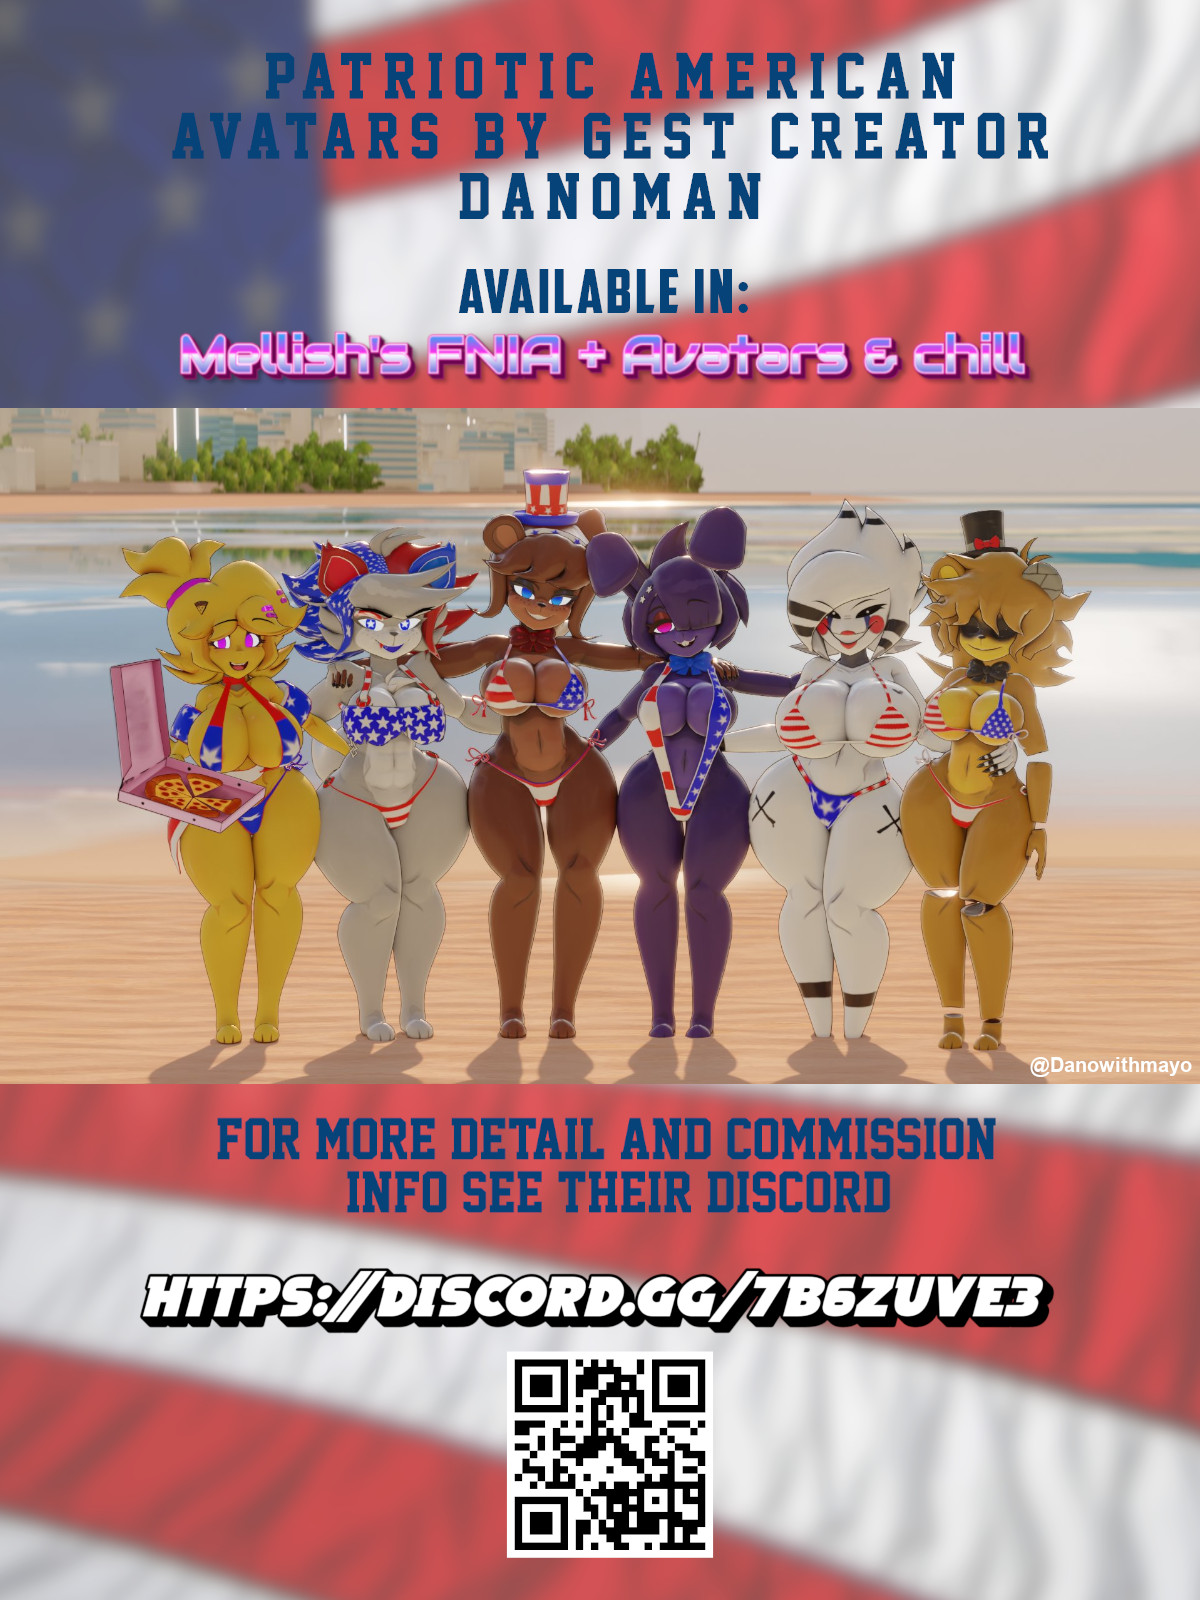 PATRIOTIC AMERICAN
AVATARS BY GEST CREATOR
DANOMAN
AVAILABLE IN:
Mellish's FNIA + Avatars & chill
@Danowithmayo
FOR MORE DETAIL AND COMMISSION
INFO SEE THEIR DISCORD
HTTPS://DISCORD.GG/7B6ZUVE3